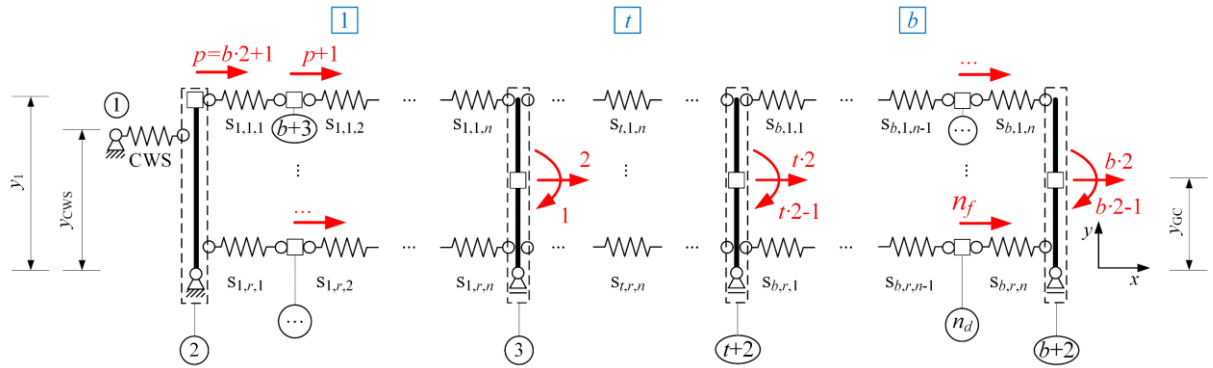 1 t b
p=b·2+1 p+1 ...
1
s1,1,1 s1,1,2 ... s1,1,n ... st,1,n ... sb,1,1 ... sb,1,n-1 sb,1,n
b+3 ...
CWS
y1 yCWS ... 2 ... t·2 ... b·2
1 t·2-1 b·2-1
... nf yGC
y
x
s1,r,1 s1,r,2 ... s1,r,n ... st,r,n ... sb,r,1 ... sb,r,n-1 sb,r,n
... nd
2 3 t+2 b+2